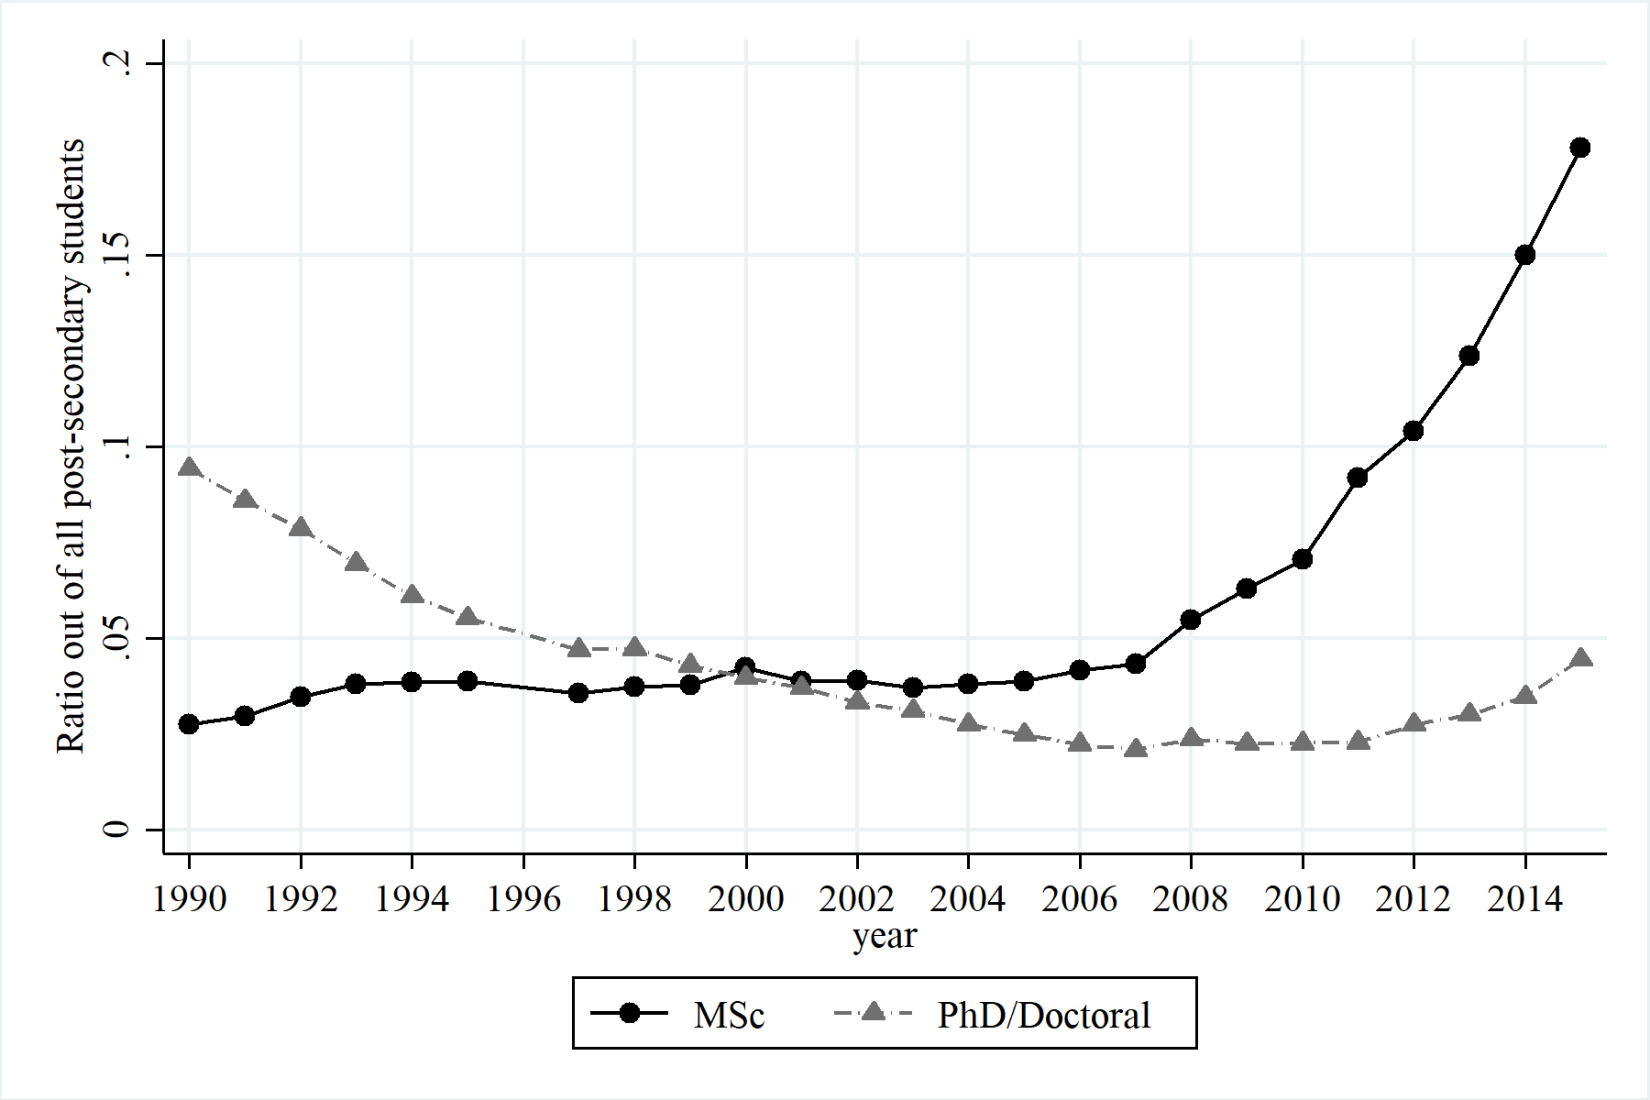 Ratio out of all post-secondary students
.2
.15
.1
.05
0
1990 1992 1994 1996 1998 2000 2002 2004 2006 2008 2010 2012 2014
year
MSc PhD/Doctoral